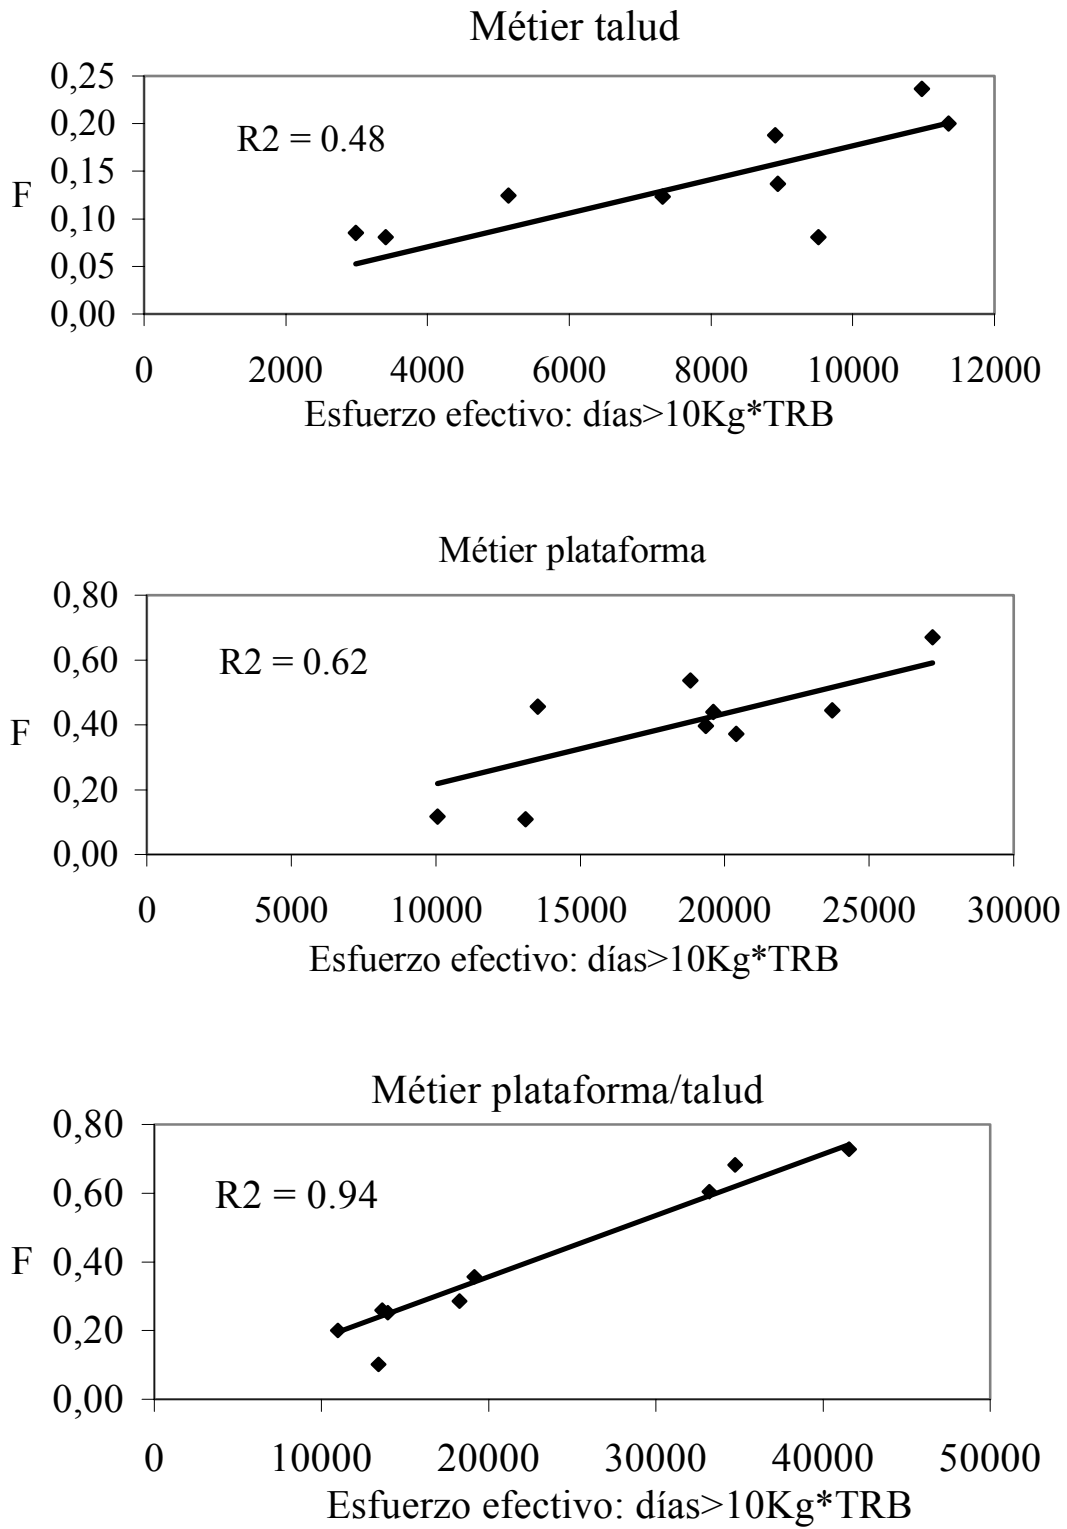 Métier talud
0,25
0,20
0,15
0,10
0,05
0,00
F
R2 = 0.48
0 2000 4000 6000 8000 10000 12000
Esfuerzo efectivo: días>10Kg*TRB
Métier plataforma
0,80
0,60
0,40
0,20
0,00
F
R2 = 0.62
0 5000 10000 15000 20000 25000 30000
Esfuerzo efectivo: días>10Kg*TRB
Métier plataforma/talud
0,80
0,60
0,40
0,20
0,00
F
R2 = 0.94
0 10000 20000 30000 40000 50000
Esfuerzo efectivo: días>10Kg*TRB